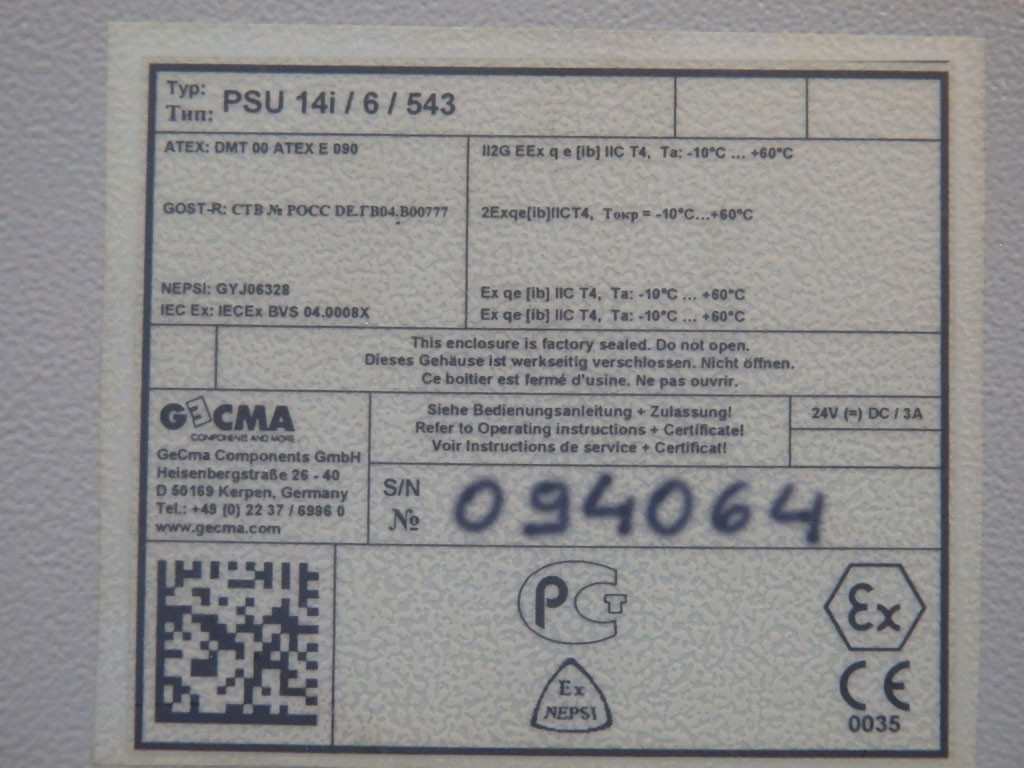 Typ:
Тип: PSU 14i / 6 / 543
ATEX: DMT 00 ATEX E 090
II2G EEx q e [ib] IIC T4, Ta: -10°C ... +60°C
GOST-R: СТВ № РОСС DE.ГВ04.В00777
2Exqe[ib]IICT4, Токр = -10°C...+60°C
NEPSI: GYJ06328
Ex qe [ib] IIC T4, Ta: -10°C ... +60°C
IEC Ex: IECEx BVS 04.0008X
Ex qe [ib] IIC T4, Ta: -10°C ... +60°C
This enclosure is factory sealed. Do not open.
Dieses Gehäuse ist werkseitig verschlossen. Nicht öffnen.
Ce boitier est fermé d'usine. Ne pas ouvrir.
GECMA
COMPONENTS AND MORE...
GeCma Components GmbH
Heisenbergstraße 26 - 40
D 50169 Kerpen, Germany
Tel.: +49 (0) 22 37 / 6996 0
www.gecma.com
Siehe Bedienungsanleitung + Zulassung!
Refer to Operating instructions + Certificate!
Voir Instructions de service + Certificat!
24V (=) DC / 3A
S/N
№ 094064
РСТ
Ex
NEPSI
Ex
CE
0035